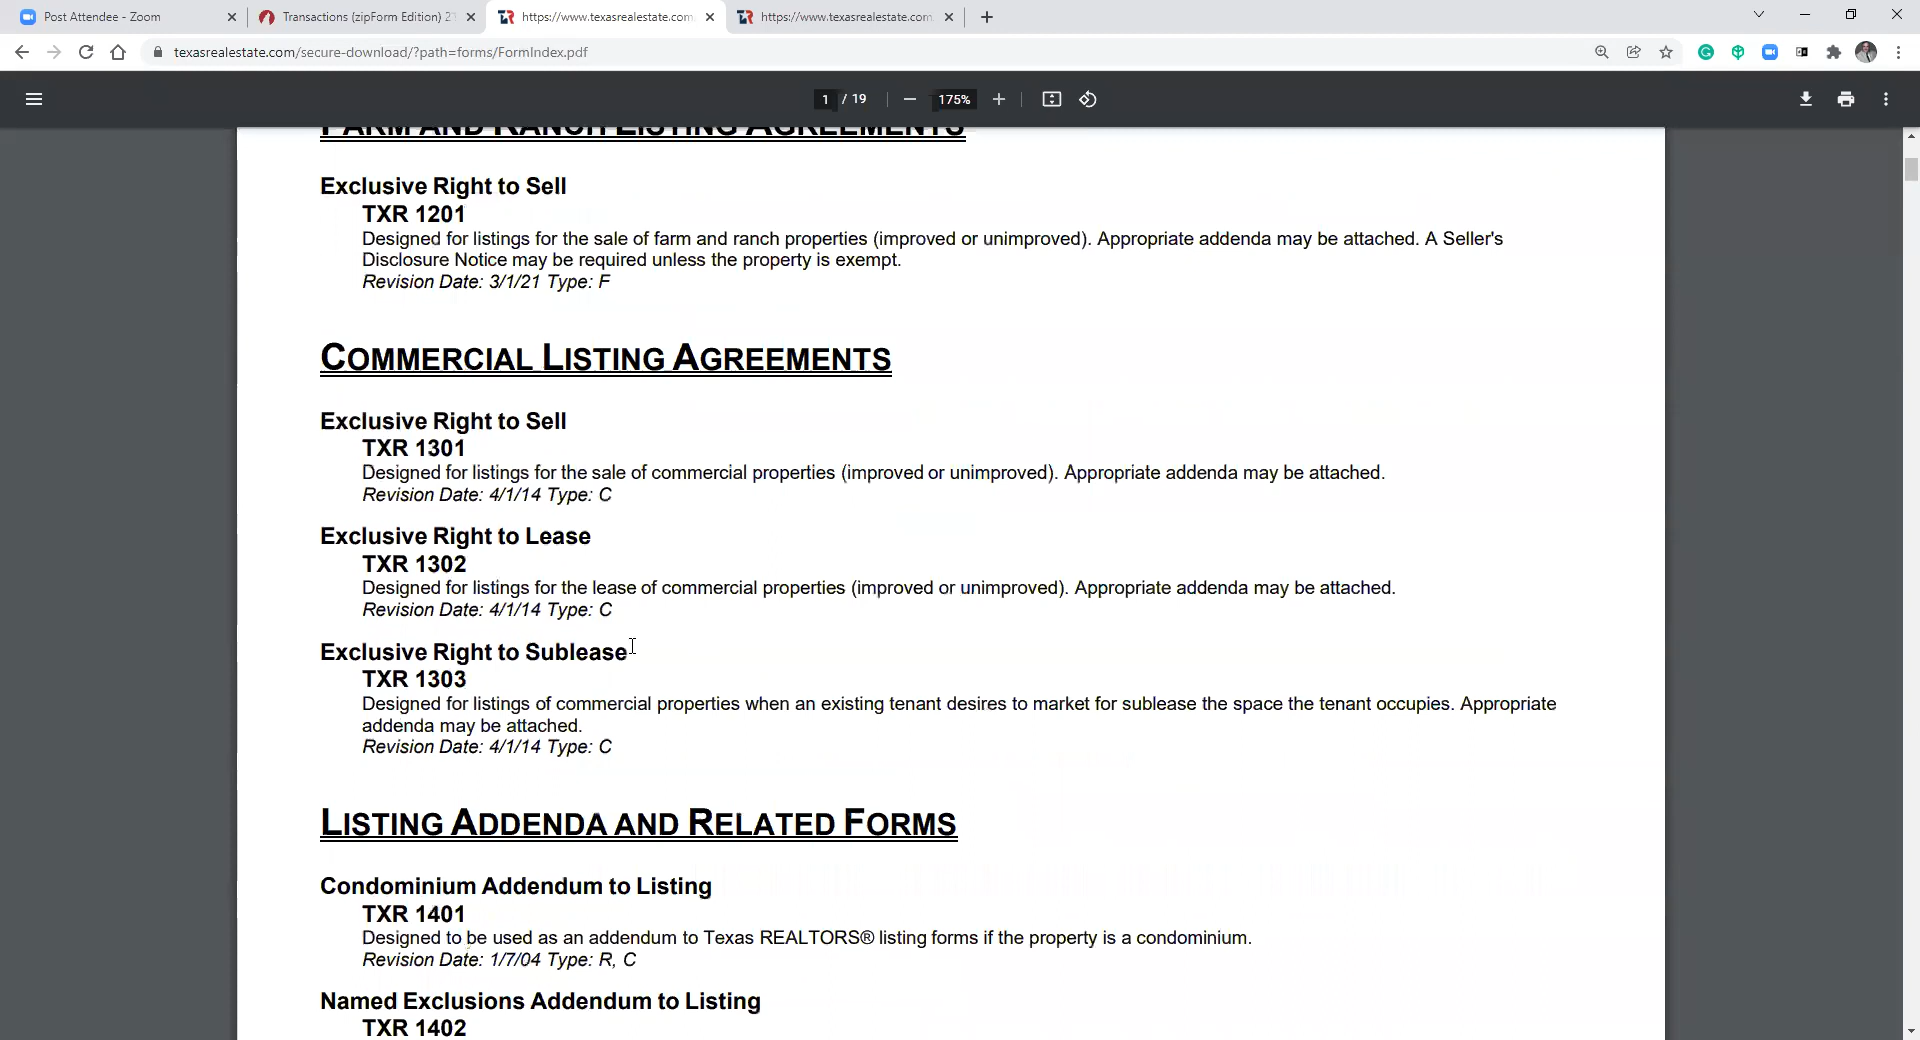 Post Attendee - Zoom
Transactions (zipForm Edition) 2
https://www.texasrealestate.com
https://www.texasrealestate.com
texasrealestate.com/secure-download/?path=forms/FormIndex.pdf
1 / 19
175%
FARM AND RANCH LISTING AGREEMENTS
Exclusive Right to Sell
TXR 1201
Designed for listings for the sale of farm and ranch properties (improved or unimproved). Appropriate addenda may be attached. A Seller's
Disclosure Notice may be required unless the property is exempt.
Revision Date: 3/1/21 Type: F
COMMERCIAL LISTING AGREEMENTS
Exclusive Right to Sell
TXR 1301
Designed for listings for the sale of commercial properties (improved or unimproved). Appropriate addenda may be attached.
Revision Date: 4/1/14 Type: C
Exclusive Right to Lease
TXR 1302
Designed for listings for the lease of commercial properties (improved or unimproved). Appropriate addenda may be attached.
Revision Date: 4/1/14 Type: C
Exclusive Right to Sublease
TXR 1303
Designed for listings of commercial properties when an existing tenant desires to market for sublease the space the tenant occupies. Appropriate
addenda may be attached.
Revision Date: 4/1/14 Type: C
LISTING ADDENDA AND RELATED FORMS
Condominium Addendum to Listing
TXR 1401
Designed to be used as an addendum to Texas REALTORS® listing forms if the property is a condominium.
Revision Date: 1/7/04 Type: R, C
Named Exclusions Addendum to Listing
TXR 1402